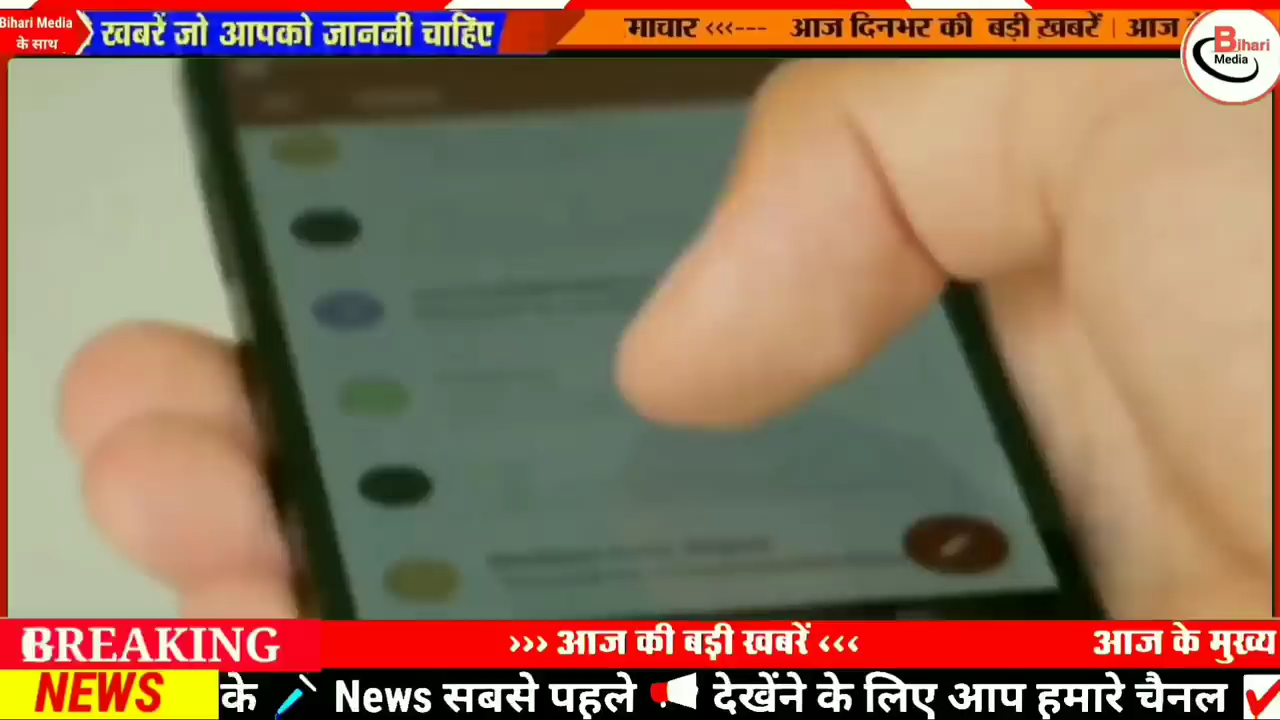 Bihari Media
के साथ
खबरें जो आपको जाननी चाहिए
माचार <<<--- आज दिनभर की बड़ी ख़बरें | आज
Bihari
Media
BREAKING
>>> आज की बड़ी खबरें <<<
आज के मुख्य
NEWS
के News सबसे पहले देखेंने के लिए आप हमारे चैनल